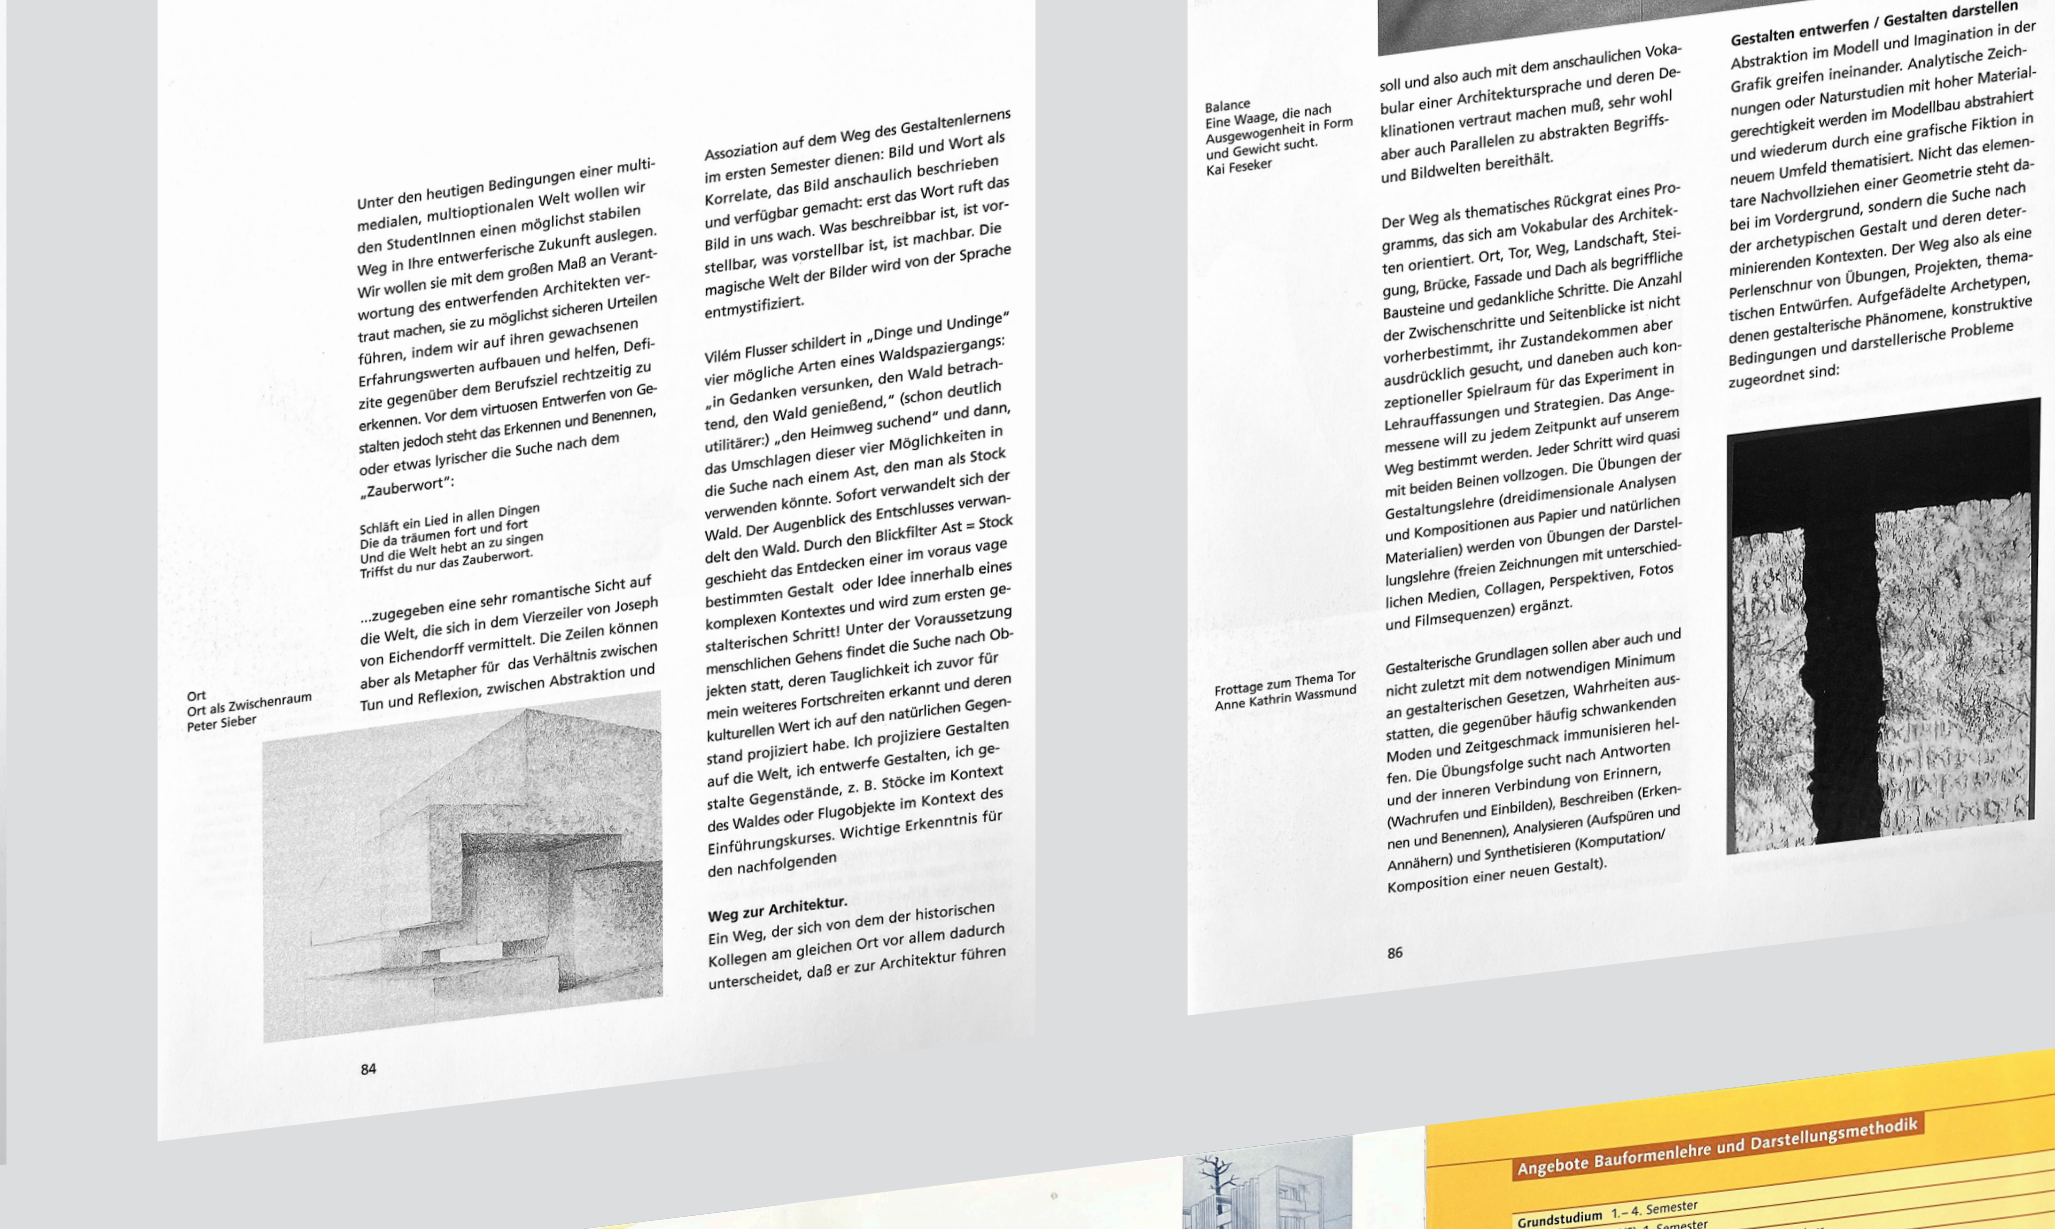 Unter den heutigen Bedingungen einer multi-
medialen, multioptionalen Welt wollen wir
den StudentInnen einen möglichst stabilen
Weg in Ihre entwerferische Zukunft auslegen.
Wir wollen sie mit dem großen Maß an Verant-
wortung des entwerfenden Architekten ver-
traut machen, sie zu möglichst sicheren Urteilen
führen, indem wir auf ihren gewachsenen
Erfahrungswerten aufbauen und helfen, Defi-
zite gegenüber dem Berufsziel rechtzeitig zu
erkennen. Vor dem virtuosen Entwerfen von Ge-
stalten jedoch steht das Erkennen und Benennen,
oder etwas lyrischer die Suche nach dem
„Zauberwort“:
Schläft ein Lied in allen Dingen
Die da träumen fort und fort
Und die Welt hebt an zu singen
Triffst du nur das Zauberwort.
...zugegeben eine sehr romantische Sicht auf
die Welt, die sich in dem Vierzeiler von Joseph
von Eichendorff vermittelt. Die Zeilen können
aber als Metapher für das Verhältnis zwischen
Tun und Reflexion, zwischen Abstraktion und
Ort
Ort als Zwischenraum
Peter Sieber
84
Assoziation auf dem Weg des Gestaltenlernens
im ersten Semester dienen: Bild und Wort als
Korrelate, das Bild anschaulich beschrieben
und verfügbar gemacht: erst das Wort ruft das
Bild in uns wach. Was beschreibbar ist, ist vor-
stellbar, was vorstellbar ist, ist machbar. Die
magische Welt der Bilder wird von der Sprache
entmystifiziert.
Vilém Flusser schildert in „Dinge und Undinge“
vier mögliche Arten eines Waldspaziergangs:
„in Gedanken versunken, den Wald betrach-
tend, den Wald genießend,“ (schon deutlich
utilitärer:) „den Heimweg suchend“ und dann,
das Umschlagen dieser vier Möglichkeiten in
die Suche nach einem Ast, den man als Stock
verwenden könnte. Sofort verwandelt sich der
Wald. Der Augenblick des Entschlusses verwan-
delt den Wald. Durch den Blickfilter Ast = Stock
geschieht das Entdecken einer im voraus vage
bestimmten Gestalt oder Idee innerhalb eines
komplexen Kontextes und wird zum ersten ge-
stalterischen Schritt! Unter der Voraussetzung
menschlichen Gehens findet die Suche nach Ob-
jekten statt, deren Tauglichkeit ich zuvor für
mein weiteres Fortschreiten erkannt und deren
kulturellen Wert ich auf den natürlichen Gegen-
stand projiziert habe. Ich projiziere Gestalten
auf die Welt, ich entwerfe Gestalten, ich ge-
stalte Gegenstände, z. B. Stöcke im Kontext
des Waldes oder Flugobjekte im Kontext des
Einführungskurses. Wichtige Erkenntnis für
den nachfolgenden
Weg zur Architektur.
Ein Weg, der sich von dem der historischen
Kollegen am gleichen Ort vor allem dadurch
unterscheidet, daß er zur Architektur führen
Balance
Eine Waage, die nach
Ausgewogenheit in Form
und Gewicht sucht.
Kai Feseker
soll und also auch mit dem anschaulichen Voka-
bular einer Architektursprache und deren De-
klinationen vertraut machen muß, sehr wohl
aber auch Parallelen zu abstrakten Begriffs-
und Bildwelten bereithält.
Der Weg als thematisches Rückgrat eines Pro-
gramms, das sich am Vokabular des Architek-
ten orientiert. Ort, Tor, Weg, Landschaft, Stei-
gung, Brücke, Fassade und Dach als begriffliche
Bausteine und gedankliche Schritte. Die Anzahl
der Zwischenschritte und Seitenblicke ist nicht
vorherbestimmt, ihr Zustandekommen aber
ausdrücklich gesucht, und daneben auch kon-
zeptioneller Spielraum für das Experiment in
Lehrauffassungen und Strategien. Das Ange-
messene will zu jedem Zeitpunkt auf unserem
Weg bestimmt werden. Jeder Schritt wird quasi
mit beiden Beinen vollzogen. Die Übungen der
Gestaltungslehre (dreidimensionale Analysen
und Kompositionen aus Papier und natürlichen
Materialien) werden von Übungen der Darstel-
lungslehre (freien Zeichnungen mit unterschied-
lichen Medien, Collagen, Perspektiven, Fotos
und Filmsequenzen) ergänzt.
Frottage zum Thema Tor
Anne Kathrin Wassmund
Gestalterische Grundlagen sollen aber auch und
nicht zuletzt mit dem notwendigen Minimum
an gestalterischen Gesetzen, Wahrheiten aus-
statten, die gegenüber häufig schwankenden
Moden und Zeitgeschmack immunisieren hel-
fen. Die Übungsfolge sucht nach Antworten
und der inneren Verbindung von Erinnern,
(Wachrufen und Einbilden), Beschreiben (Erken-
nen und Benennen), Analysieren (Aufspüren und
Annähern) und Synthetisieren (Komputation/
Komposition einer neuen Gestalt).
86
Gestalten entwerfen / Gestalten darstellen
Abstraktion im Modell und Imagination in der
Grafik greifen ineinander. Analytische Zeich-
nungen oder Naturstudien mit hoher Material-
gerechtigkeit werden im Modellbau abstrahiert
und wiederum durch eine grafische Fiktion in
neuem Umfeld thematisiert. Nicht das elemen-
tare Nachvollziehen einer Geometrie steht da-
bei im Vordergrund, sondern die Suche nach
der archetypischen Gestalt und deren deter-
minierenden Kontexten. Der Weg also als eine
Perlenschnur von Übungen, Projekten, thema-
tischen Entwürfen. Aufgefädelte Archetypen,
denen gestalterische Phänomene, konstruktive
Bedingungen und darstellerische Probleme
zugeordnet sind:
Angebote Bauformenlehre und Darstellungsmethodik
Grundstudium 1.– 4. Semester
1. Semester